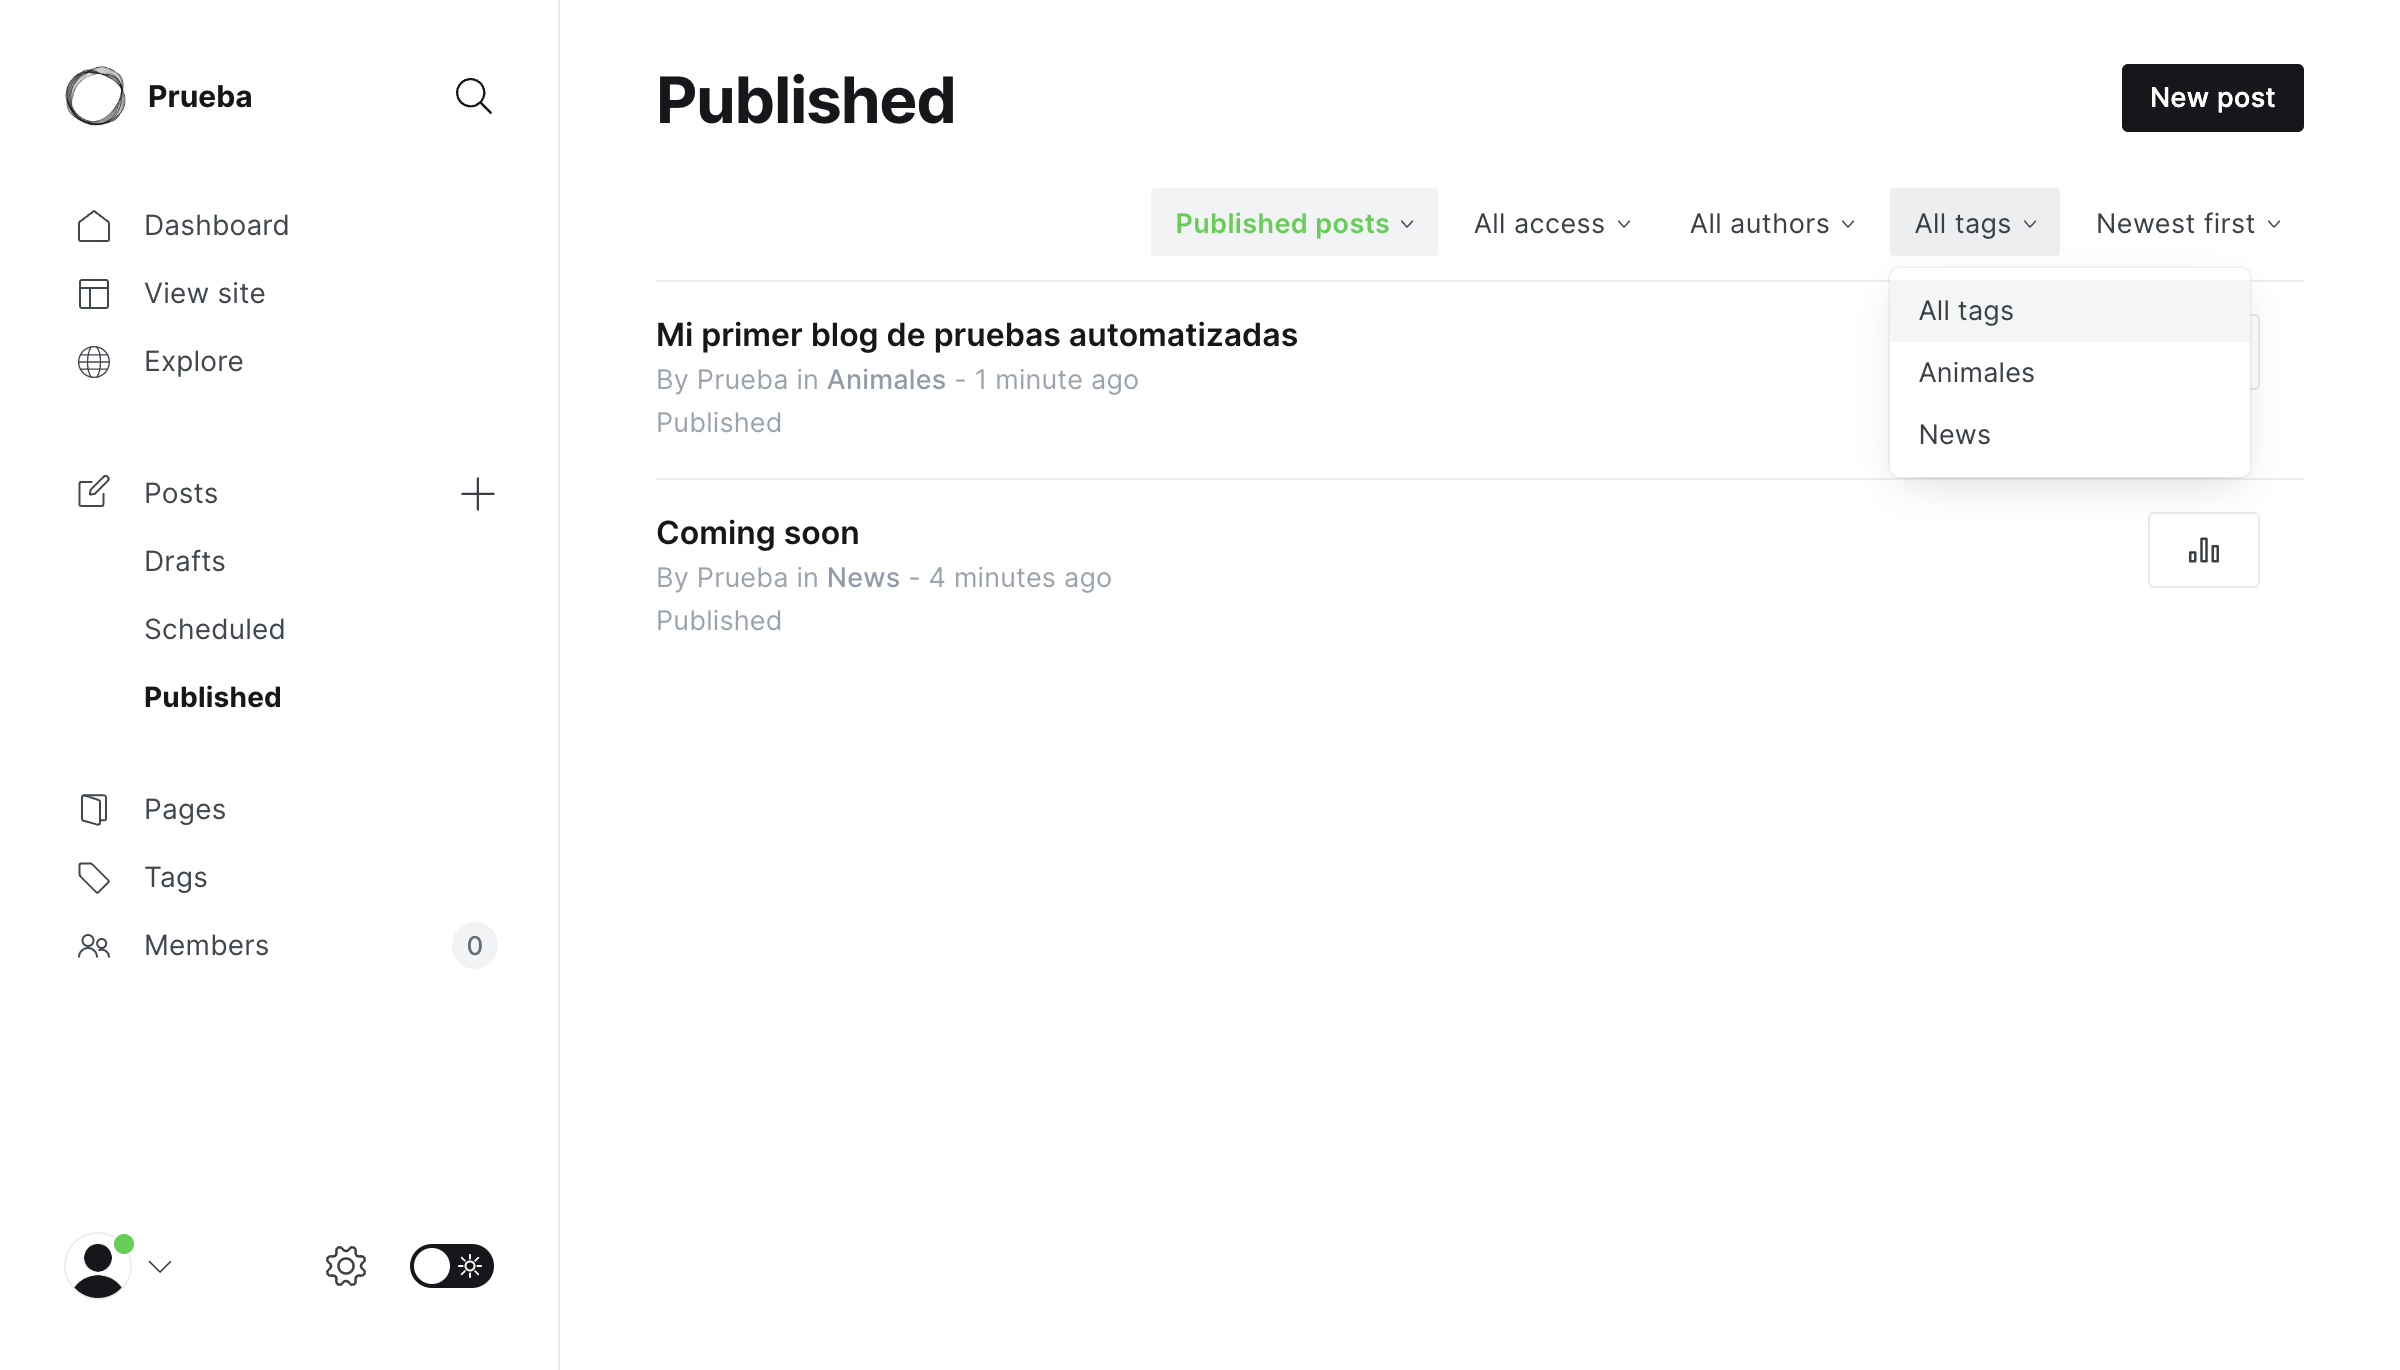 Prueba
Dashboard
View site
Explore
Posts
Drafts
Scheduled
Published
Pages
Tags
Members 0
Published
New post
Published posts All access All authors All tags Newest first
All tags
Animales
News
Mi primer blog de pruebas automatizadas
By Prueba in Animales - 1 minute ago
Published
Coming soon
By Prueba in News - 4 minutes ago
Published